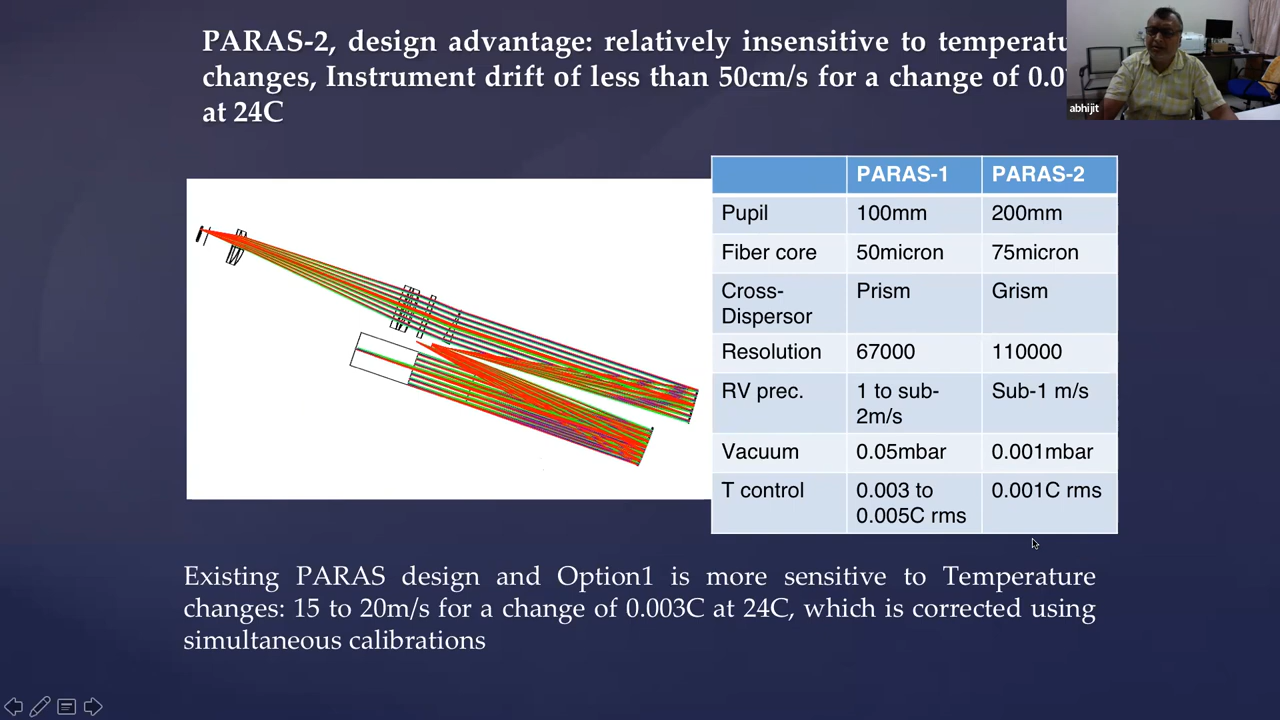 PARAS-2, design advantage: relatively insensitive to
changes, Instrument drift of less than 50cm/s for a change of
at 24C
abhijit
PARAS-1 PARAS-2
Pupil 100mm 200mm
Fiber core 50micron 75micron
Cross-
Dispersor Prism Grism
Resolution 67000 110000
RV prec. 1 to sub-
2m/s Sub-1 m/s
Vacuum 0.05mbar 0.001mbar
T control 0.003 to
0.005C rms 0.001C rms
Existing PARAS design and Option1 is more sensitive to Temperature
changes: 15 to 20m/s for a change of 0.003C at 24C, which is corrected using
simultaneous calibrations